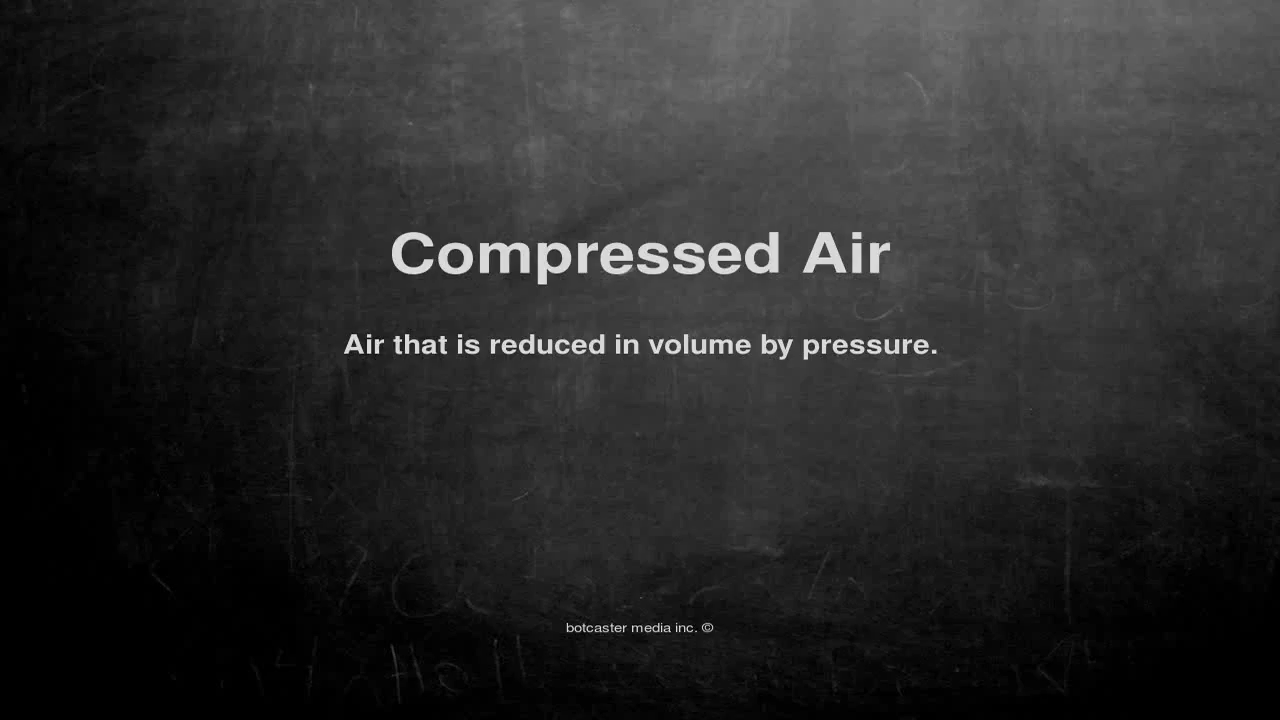 Compressed Air
Air that is reduced in volume by pressure.
botcaster media inc. ©